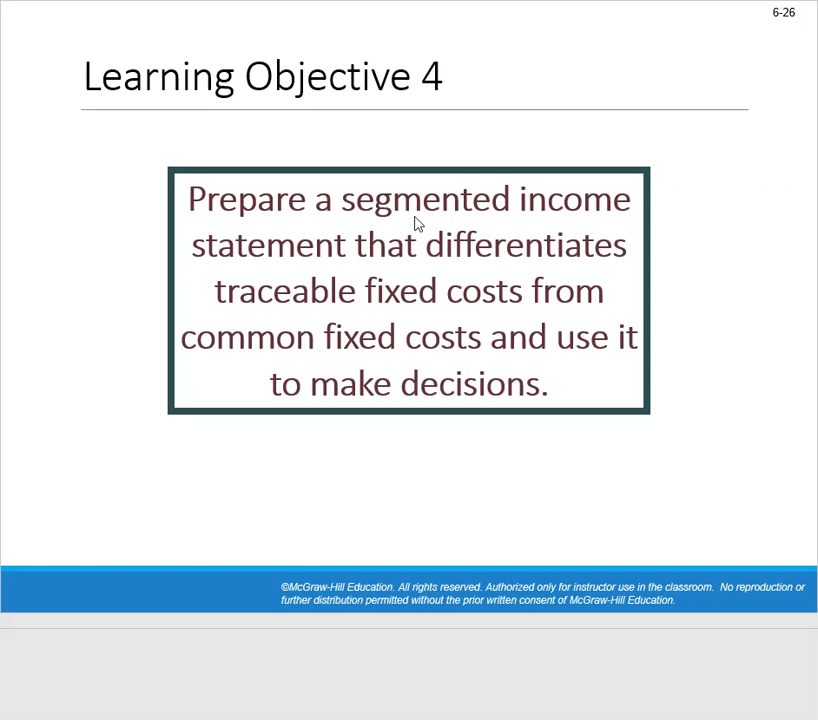 6-26
Learning Objective 4
Prepare a segmented income
statement that differentiates
traceable fixed costs from
common fixed costs and use it
to make decisions.
©McGraw-Hill Education. All rights reserved. Authorized only for instructor use in the classroom.  No reproduction or
further distribution permitted without the prior written consent of McGraw-Hill Education.